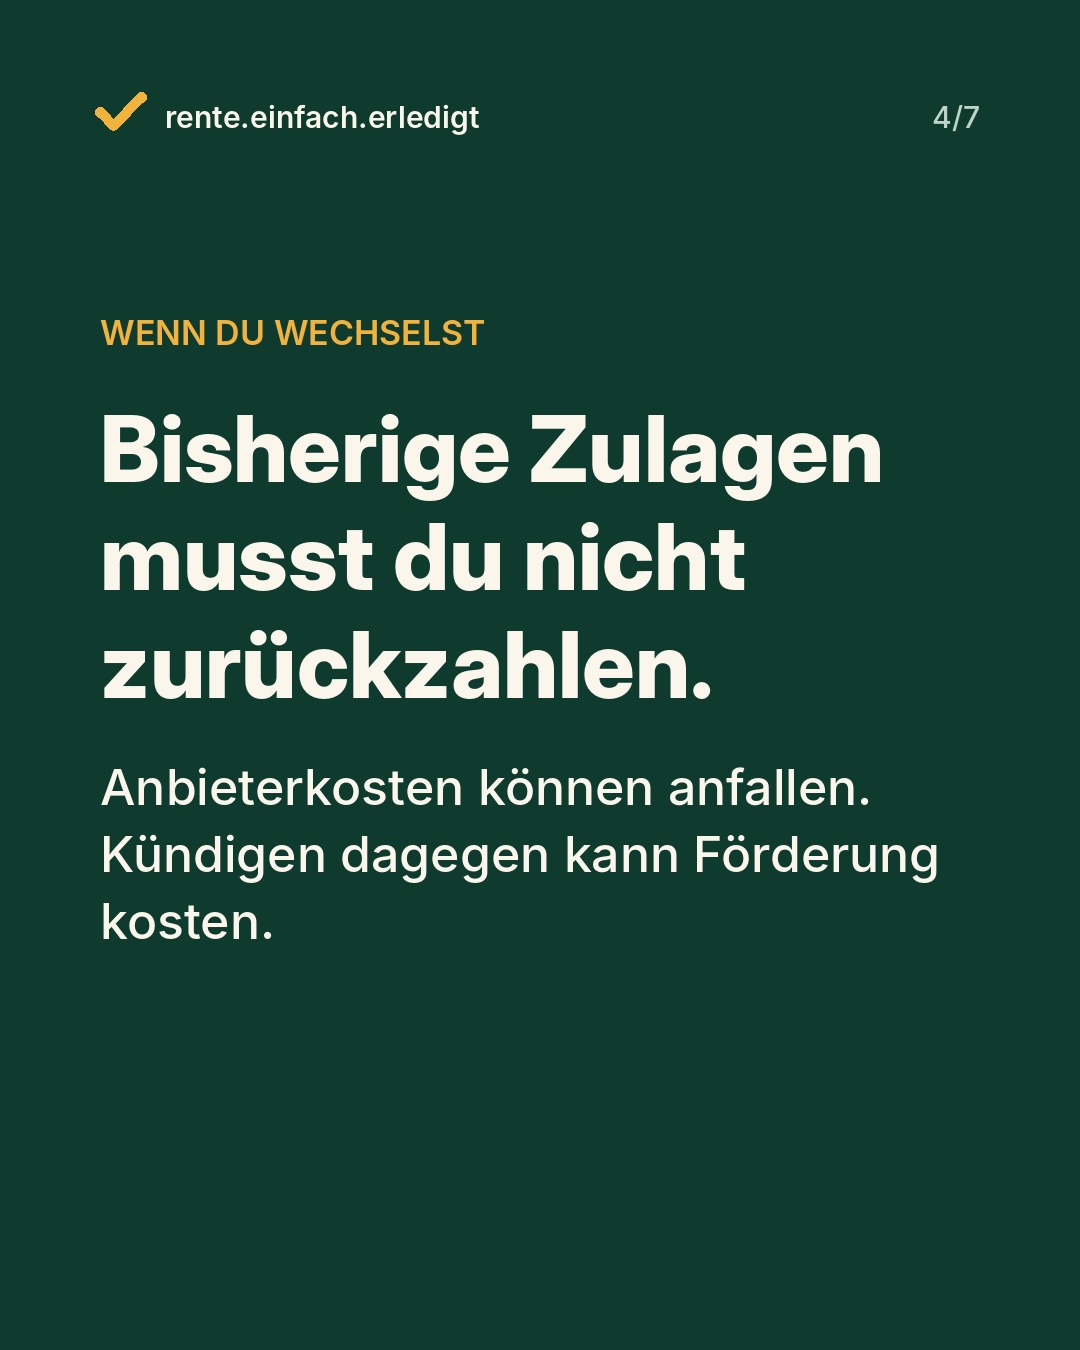 rente.einfach.erledigt
4/7
WENN DU WECHSELST
Bisherige Zulagen
musst du nicht
zurückzahlen.
Anbieterkosten können anfallen.
Kündigen dagegen kann Förderung
kosten.